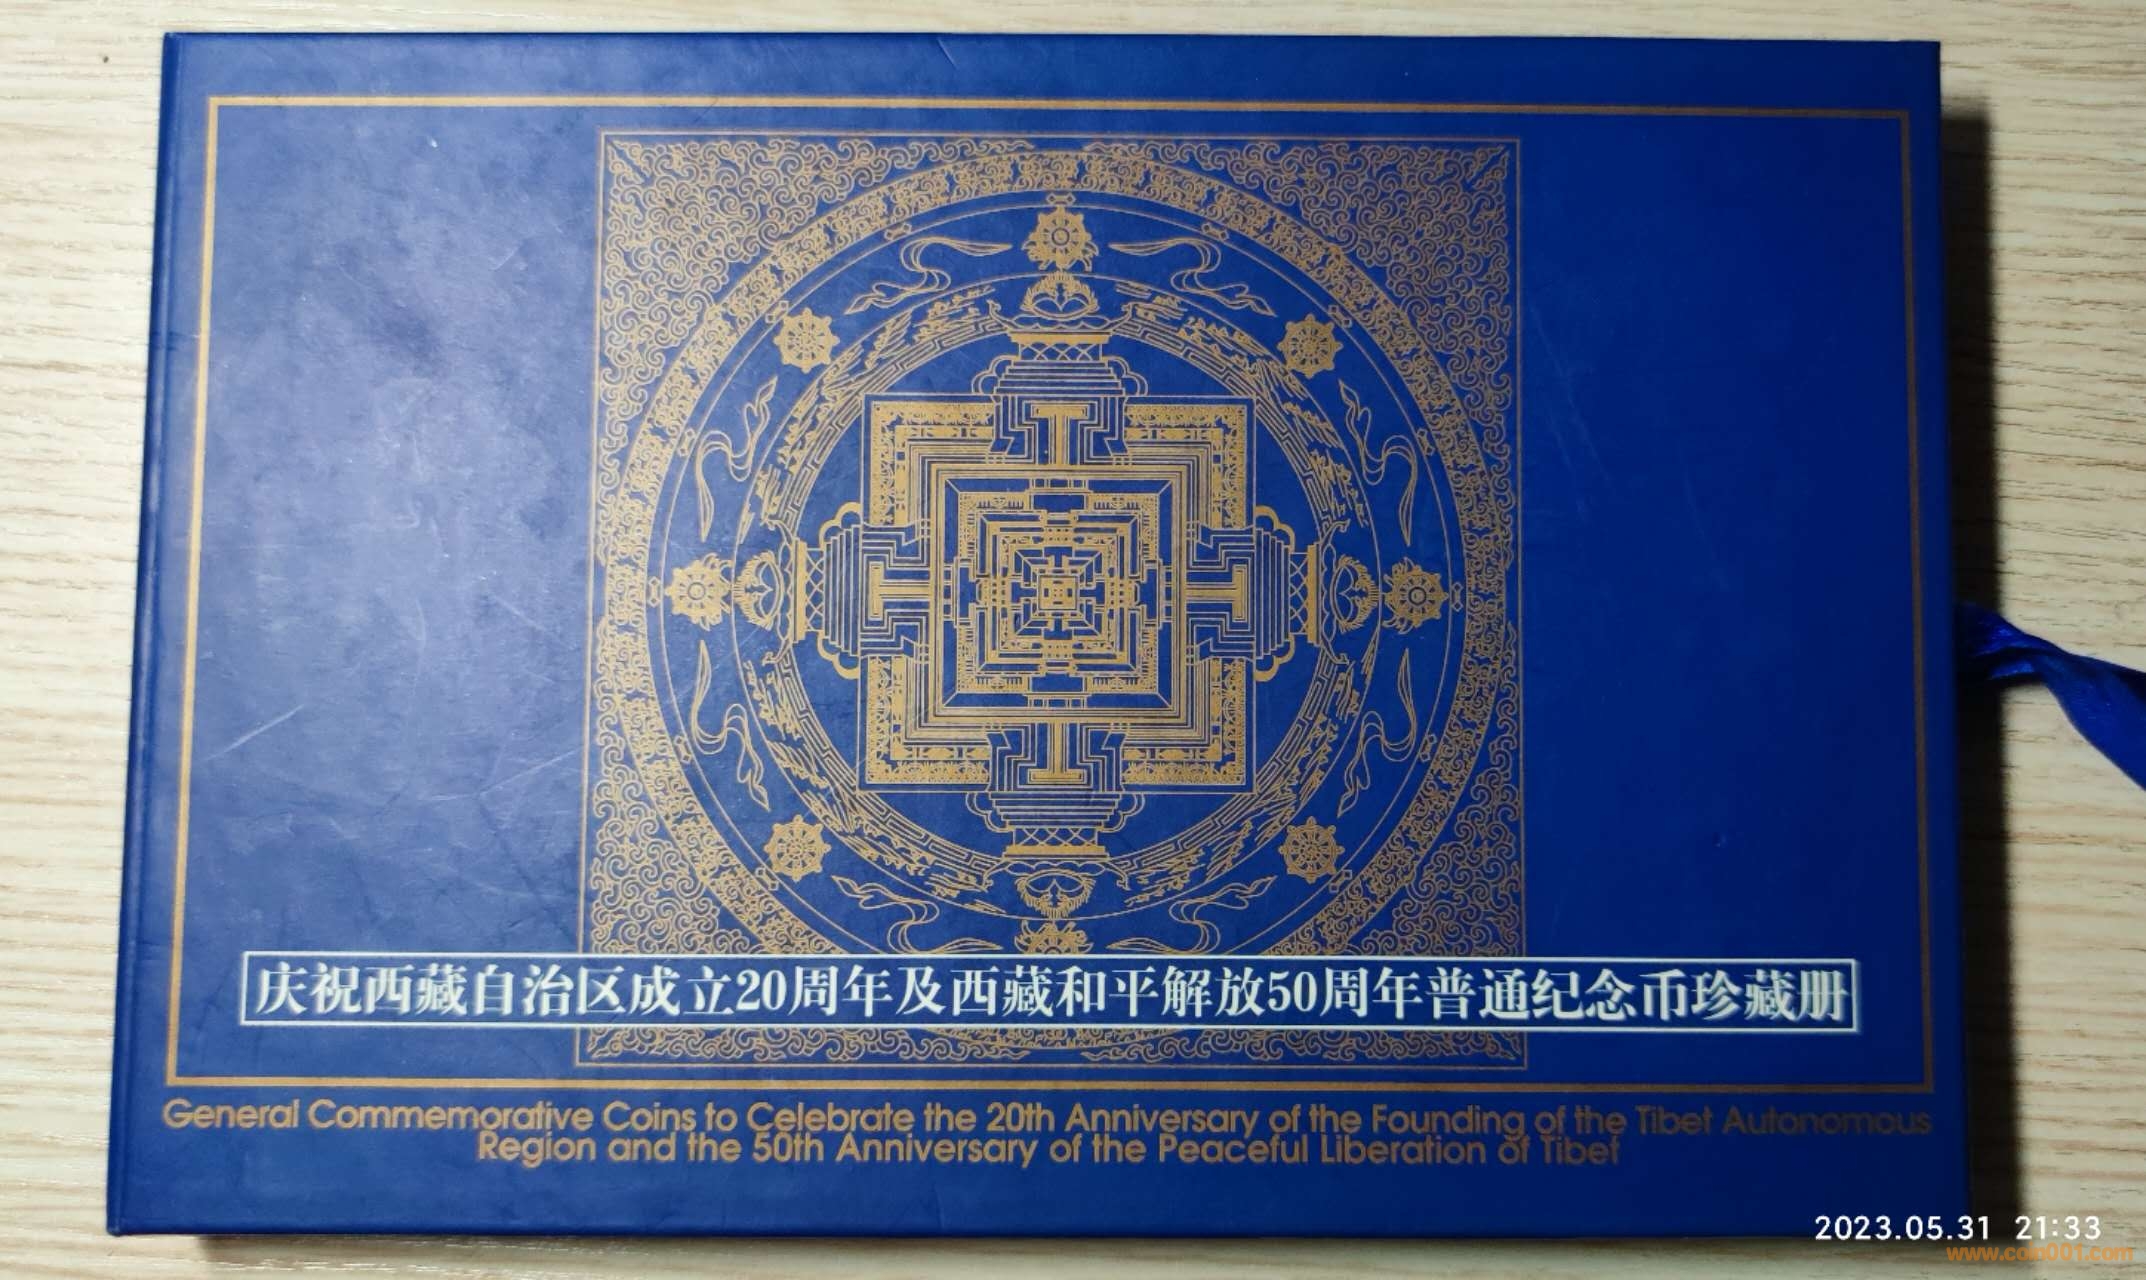 庆祝西藏自治区成立20周年及西藏和平解放50周年普通纪念币珍藏册
General Commemorative Coins to Celebrate the 20th Anniversary of the Founding of the Tibet Autonomous
Region and the 50th Anniversary of the Peaceful Liberation of Tibet
2023.05.31 21:33
www.coin001.com